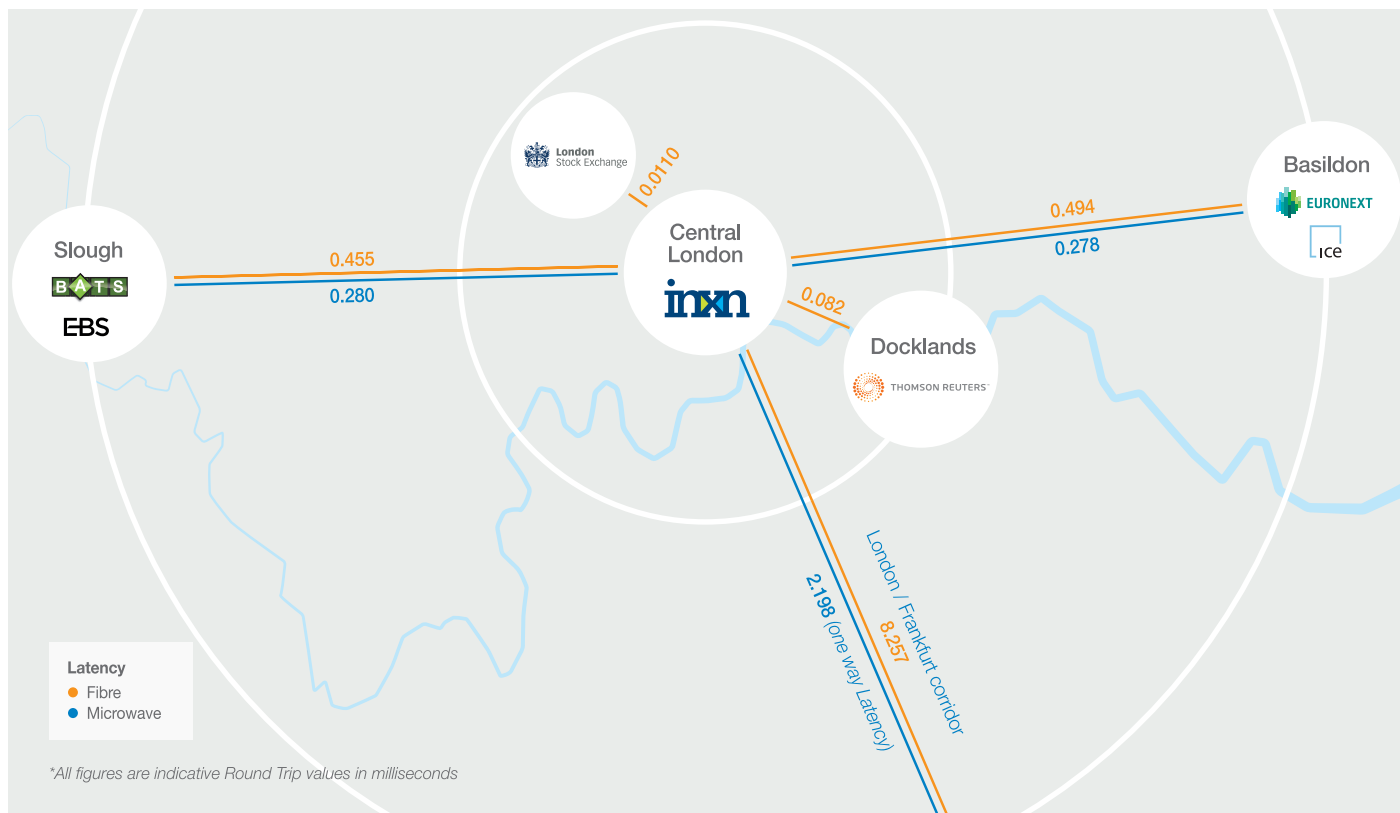 London
Stock Exchange
0.0110
Basildon
EURONEXT
ice
Slough
BATS
EBS
0.455
0.280
Central
London
inxn
0.494
0.278
0.082
Docklands
THOMSON REUTERS
London / Frankfurt corridor
8.257
2.198 (one way Latency)
Latency
Fibre
Microwave
*All figures are indicative Round Trip values in milliseconds